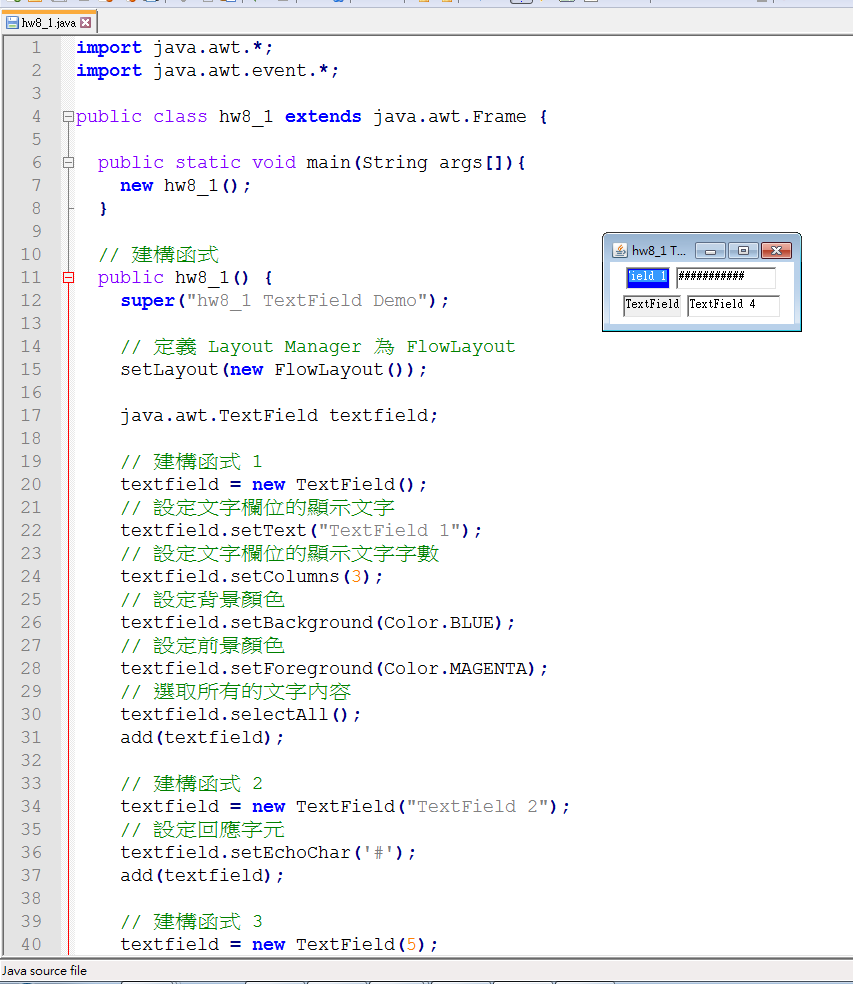 hw8_1.java
1 import java.awt.*;
2 import java.awt.event.*;
3
4 public class hw8_1 extends java.awt.Frame {
5
6 public static void main(String args[]){
7 new hw8_1();
8 }
9
10 // 建構函式
11 public hw8_1() {
12 super("hw8_1 TextField Demo");
13
14 // 定義 Layout Manager 為 FlowLayout
15 setLayout(new FlowLayout());
16
17 java.awt.TextField textfield;
18
19 // 建構函式 1
20 textfield = new TextField();
21 // 設定文字欄位的顯示文字
22 textfield.setText("TextField 1");
23 // 設定文字欄位的顯示文字字數
24 textfield.setColumns(3);
25 // 設定背景顏色
26 textfield.setBackground(Color.BLUE);
27 // 設定前景顏色
28 textfield.setForeground(Color.MAGENTA);
29 // 選取所有的文字內容
30 textfield.selectAll();
31 add(textfield);
32
33 // 建構函式 2
34 textfield = new TextField("TextField 2");
35 // 設定回應字元
36 textfield.setEchoChar('#');
37 add(textfield);
38
39 // 建構函式 3
40 textfield = new TextField(5);
hw8_1 T...
ield 1 ###########
TextField TextField 4
Java source file